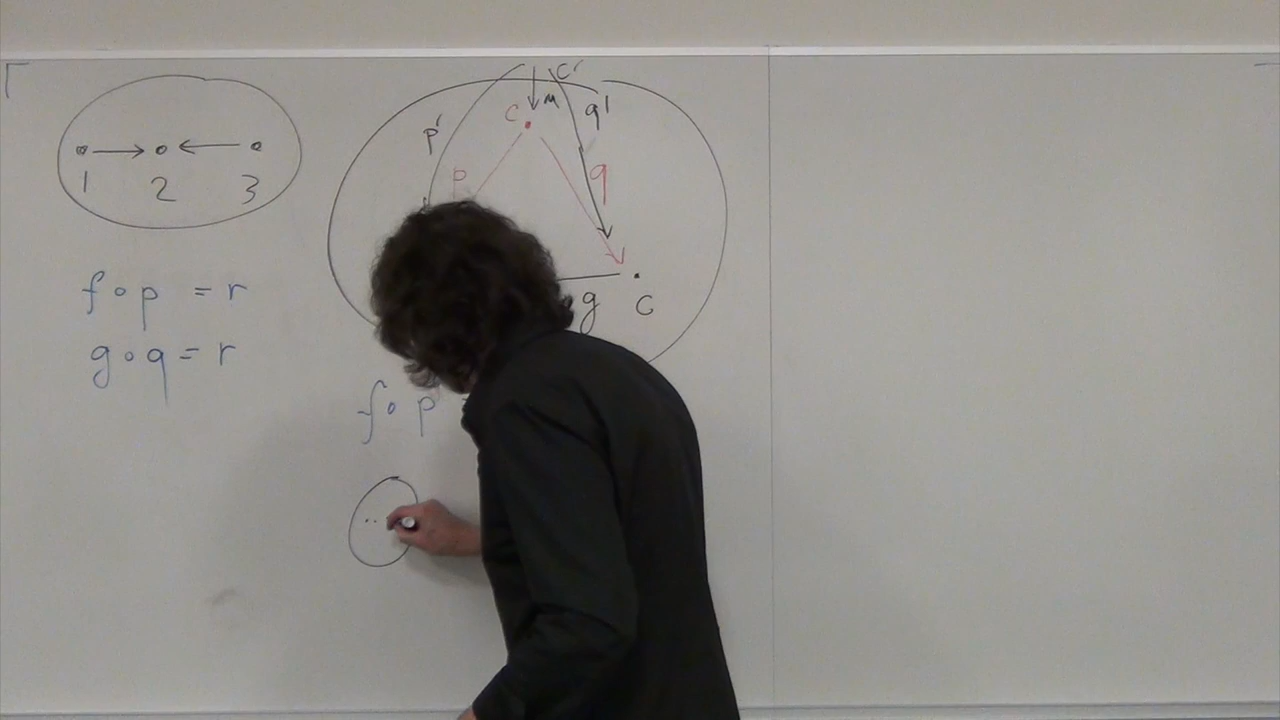 1 2 3
f∘p = r
g∘q = r
c'
m
c
p'
q'
p
q
g
c
f∘p